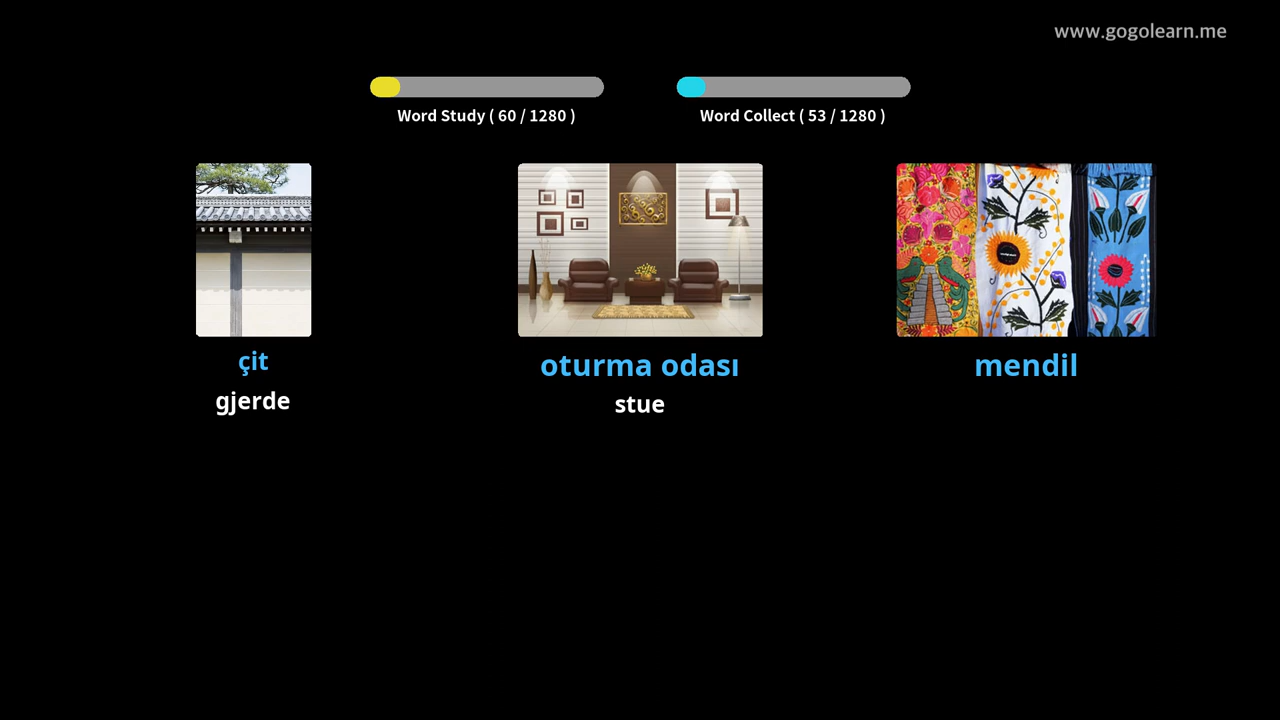 www.gogolearn.me
Word Study ( 60 / 1280 )
Word Collect ( 53 / 1280 )
çit
gjerde
oturma odası
stue
mendil